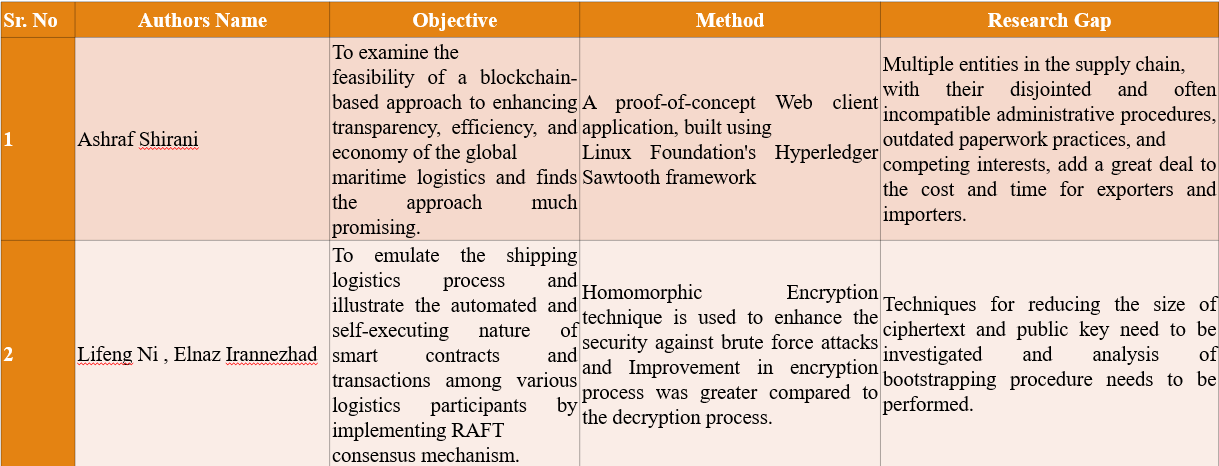 Sr. No
Authors Name
Objective
Method
Research Gap
1
Ashraf Shirani
To examine the
feasibility of a blockchain-
based approach to enhancing
transparency, efficiency, and
economy of the global
maritime logistics and finds
the approach much
promising.
A proof-of-concept Web client
application, built using
Linux Foundation's Hyperledger
Sawtooth framework
Multiple entities in the supply chain,
with their disjointed and often
incompatible administrative procedures,
outdated paperwork practices, and
competing interests, add a great deal to
the cost and time for exporters and
importers.
2
Lifeng Ni , Elnaz Irannezhad
To emulate the shipping
logistics process and
illustrate the automated and
self-executing nature of
smart contracts and
transactions among various
logistics participants by
implementing RAFT
consensus mechanism.
Homomorphic Encryption
technique is used to enhance the
security against brute force attacks
and Improvement in encryption
process was greater compared to
the decryption process.
Techniques for reducing the size of
ciphertext and public key need to be
investigated and analysis of
bootstrapping procedure needs to be
performed.